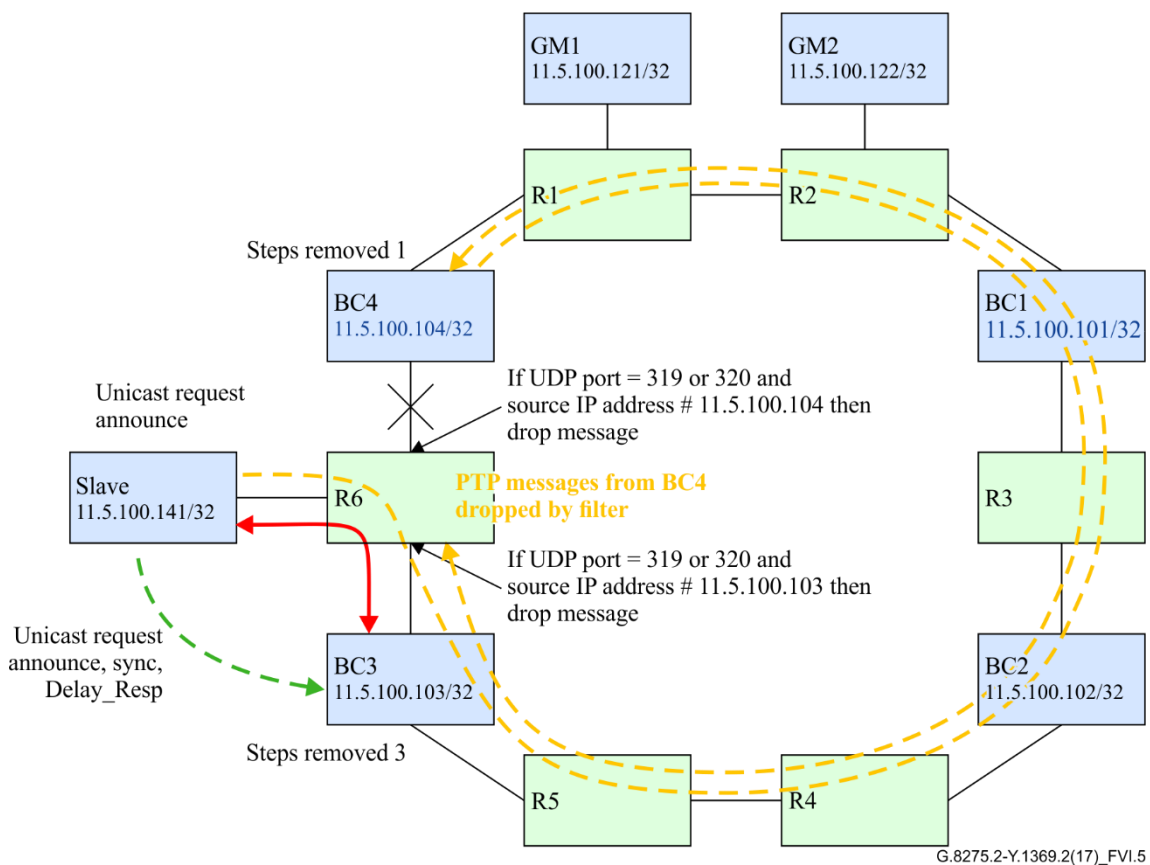 GM1
11.5.100.121/32
GM2
11.5.100.122/32
R1
R2
Steps removed 1
BC4
11.5.100.104/32
BC1
11.5.100.101/32
If UDP port = 319 or 320 and
source IP address # 11.5.100.104 then
drop message
Unicast request
announce
Slave
11.5.100.141/32
R6
PTP messages from BC4
dropped by filter
R3
If UDP port = 319 or 320 and
source IP address # 11.5.100.103 then
drop message
Unicast request
announce, sync,
Delay_Resp
BC3
11.5.100.103/32
BC2
11.5.100.102/32
Steps removed 3
R5
R4
G.8275.2-Y.1369.2(17)_FVI.5